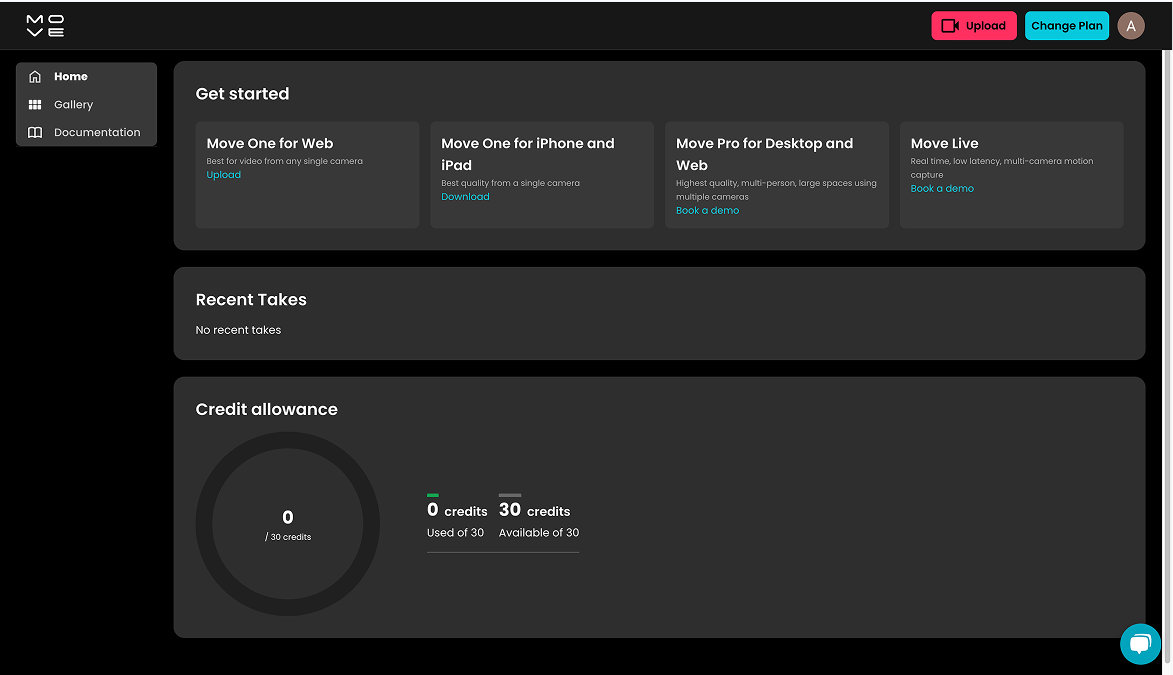 MOVE
Upload
Change Plan
A
Home
Gallery
Documentation
Get started
Move One for Web
Best for video from any single camera
Upload
Move One for iPhone and
iPad
Best quality from a single camera
Download
Move Pro for Desktop and
Web
Highest quality, multi-person, large spaces using
multiple cameras
Book a demo
Move Live
Real time, low latency, multi-camera motion
capture
Book a demo
Recent Takes
No recent takes
Credit allowance
0
/ 30 credits
0 credits
Used of 30
30 credits
Available of 30